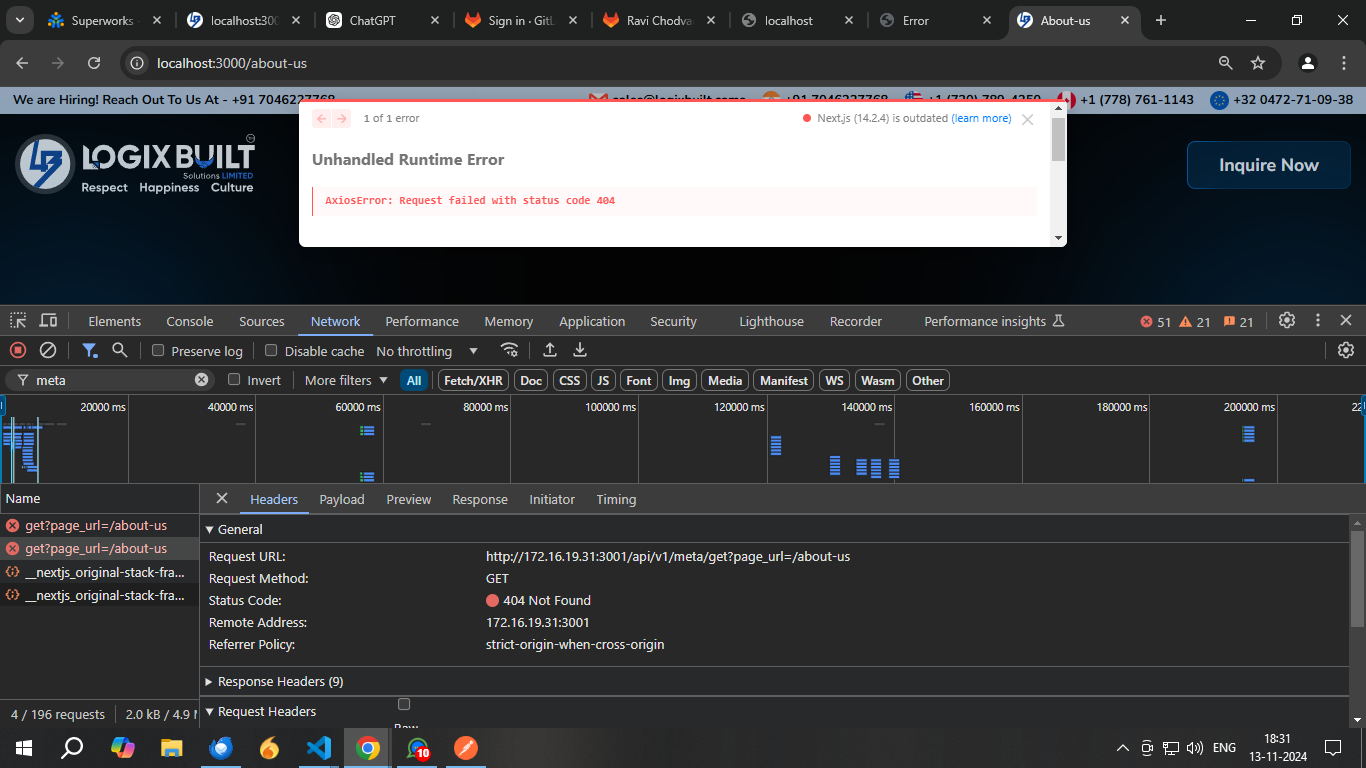 Superworks -
localhost:300
ChatGPT
Sign in · GitL
Ravi Chodva
localhost
Error
About-us
localhost:3000/about-us
We are Hiring! Reach Out To Us At - +91 7046227768
sales@logixbuilt.com
+91 7046227768
+1 (720) 789-4250
+1 (778) 761-1143
+32 0472-71-09-38
LOGIXBUILT
Solutions LIMITED
Respect Happiness Culture
Inquire Now
1 of 1 error
Next.js (14.2.4) is outdated (learn more)
Unhandled Runtime Error
AxiosError: Request failed with status code 404
Elements Console Sources Network Performance Memory Application Security Lighthouse Recorder Performance insights
51 21 21
Preserve log Disable cache No throttling
meta Invert More filters All Fetch/XHR Doc CSS JS Font Img Media Manifest WS Wasm Other
20000 ms 40000 ms 60000 ms 80000 ms 100000 ms 120000 ms 140000 ms 160000 ms 180000 ms 200000 ms 22
Name
Headers Payload Preview Response Initiator Timing
get?page_url=/about-us
get?page_url=/about-us
__nextjs_original-stack-fra...
__nextjs_original-stack-fra...
General
Request URL: http://172.16.19.31:3001/api/v1/meta/get?page_url=/about-us
Request Method: GET
Status Code: 404 Not Found
Remote Address: 172.16.19.31:3001
Referrer Policy: strict-origin-when-cross-origin
Response Headers (9)
Request Headers
Raw
4 / 196 requests 2.0 kB / 4.9 M
10
ENG
18:31
13-11-2024